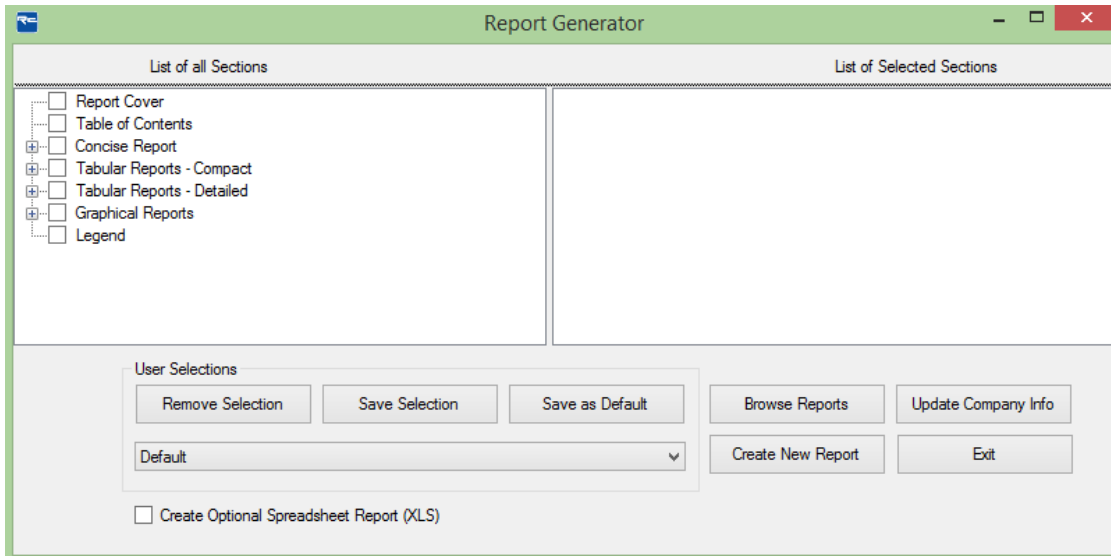 Report Generator
List of all Sections
List of Selected Sections
Report Cover
Table of Contents
Concise Report
Tabular Reports - Compact
Tabular Reports - Detailed
Graphical Reports
Legend
User Selections
Remove Selection
Save Selection
Save as Default
Browse Reports
Update Company Info
Default
Create New Report
Exit
Create Optional Spreadsheet Report (XLS)